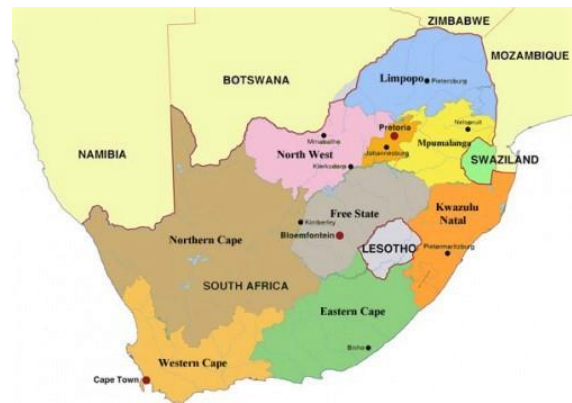 ZIMBABWE
MOZAMBIQUE
Limpopo
Pietersburg
BOTSWANA
Pretoria
Nelspruit
Mmabatho
Mpumalanga
Johannesburg
NAMIBIA
North West
SWAZILAND
Klerksdorp
Kwazulu
Natal
Free State
Kimberley
Northern Cape
Bloemfontein
LESOTHO
Pietermaritzburg
SOUTH AFRICA
Eastern Cape
Bisho
Western Cape
Cape Town